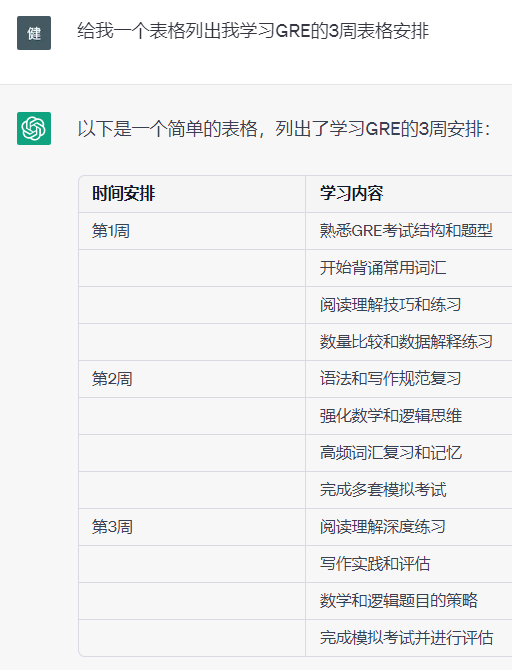 健
给我一个表格列出我学习GRE的3周表格安排
以下是一个简单的表格，列出了学习GRE的3周安排：
时间安排 学习内容
第1周 熟悉GRE考试结构和题型
开始背诵常用词汇
阅读理解技巧和练习
数量比较和数据解释练习
第2周 语法和写作规范复习
强化数学和逻辑思维
高频词汇复习和记忆
完成多套模拟考试
第3周 阅读理解深度练习
写作实践和评估
数学和逻辑题目的策略
完成模拟考试并进行评估